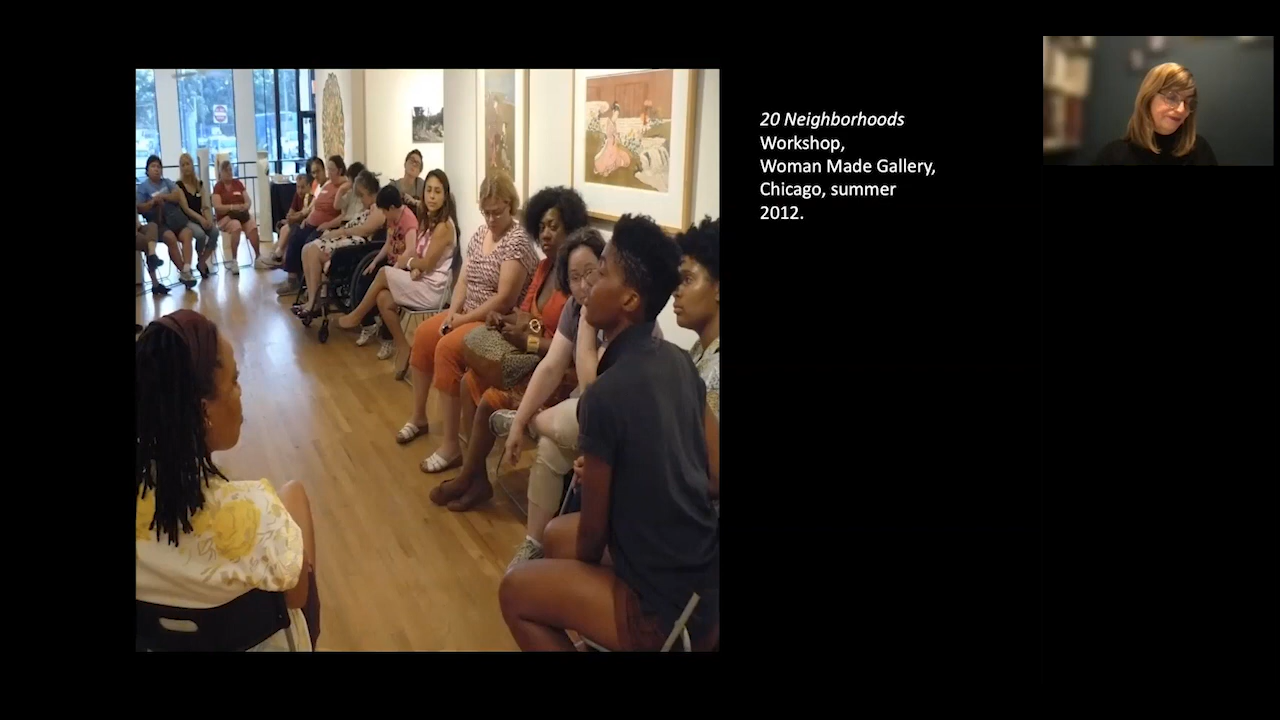 20 Neighborhoods
Workshop,
Woman Made Gallery,
Chicago, summer
2012.